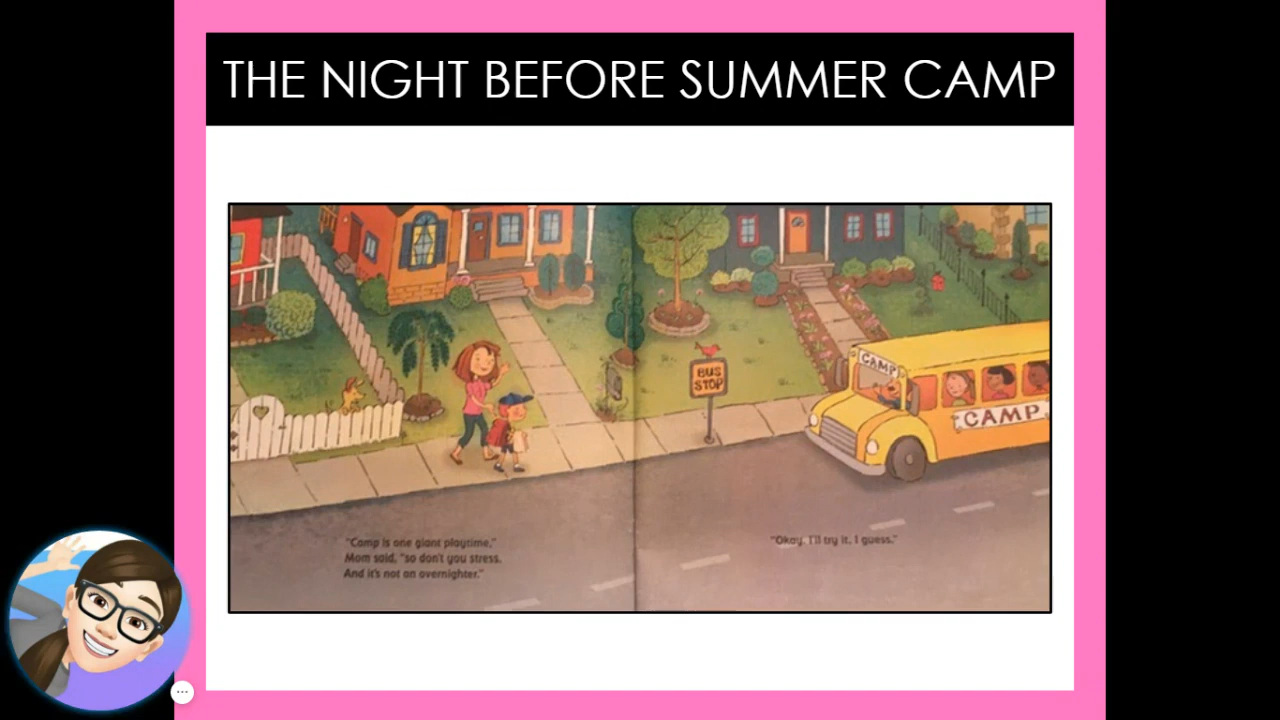 THE NIGHT BEFORE SUMMER CAMP
BUS
STOP
CAMP
CAMP
"Camp is one giant playtime,"
Mom said, "so don't you stress.
And it's not an overnighter."
"Okay. I'll try it, I guess."